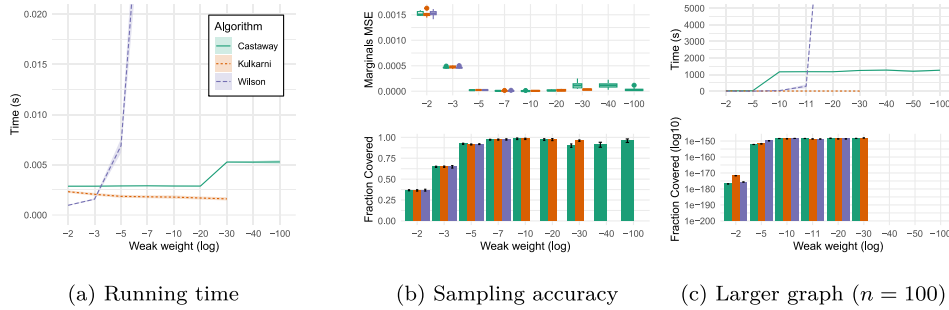 0.020
0.015
0.010
0.005
0.000
Time (s)
Algorithm
Castaway
Kulkarni
Wilson
−2 −3 −5 −7 −10 −20 −30 −40 −100
Weak weight (log)
(a) Running time
0.0015
0.0010
0.0005
0.0000
Marginals MSE
−2 −3 −5 −7 −10 −20 −30 −40 −100
1.00
0.75
0.50
0.25
0.00
Fraction Covered
−2 −3 −5 −7 −10 −20 −30 −40 −100
Weak weight (log)
(b) Sampling accuracy
5000
4000
3000
2000
1000
0
Time (s)
−2 −5 −10 −11 −20 −30 −40 −50 −100
1e−150
1e−160
1e−170
1e−180
1e−190
1e−200
Fraction Covered (log10)
−2 −5 −10 −11 −20 −30 −40 −50 −100
Weak weight (log)
(c) Larger graph (n = 100)